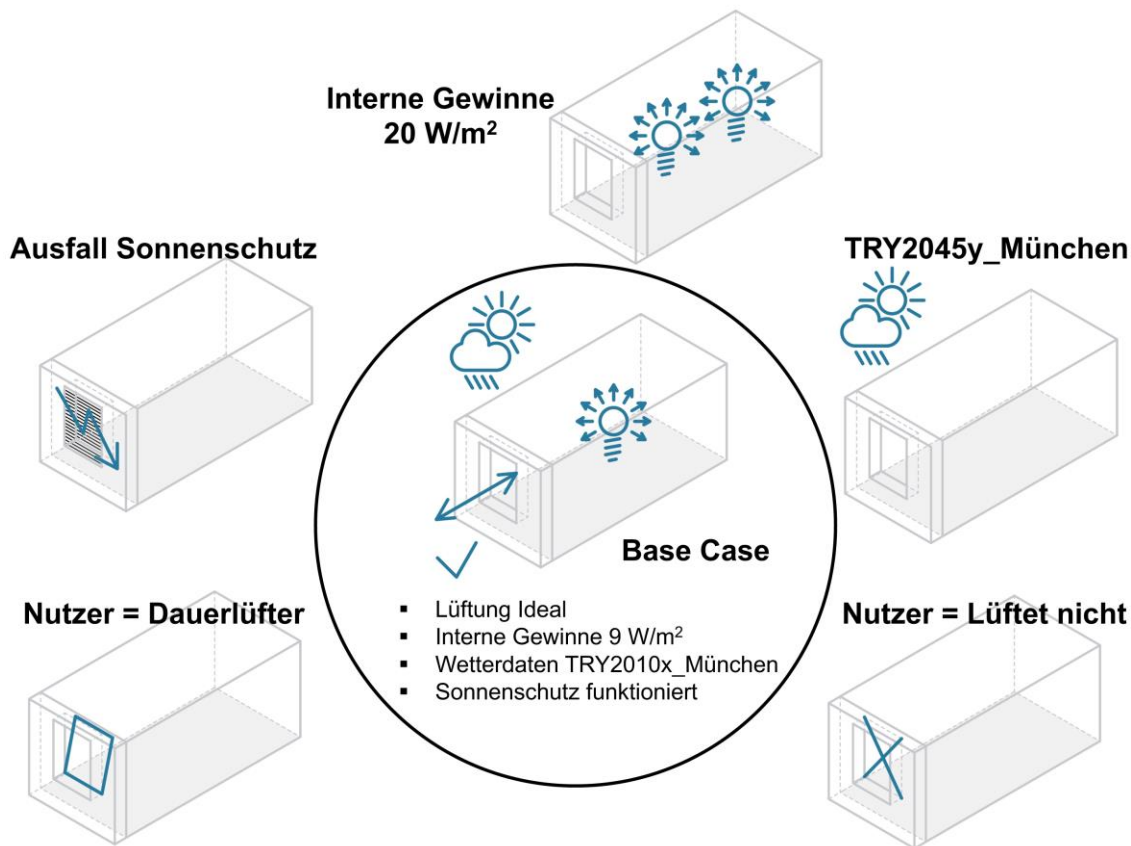 Interne Gewinne
20 W/m²
Ausfall Sonnenschutz
TRY2045y_München
Base Case
▪ Lüftung Ideal
▪ Interne Gewinne 9 W/m²
▪ Wetterdaten TRY2010x_München
▪ Sonnenschutz funktioniert
Nutzer = Dauerlüfter
Nutzer = Lüftet nicht